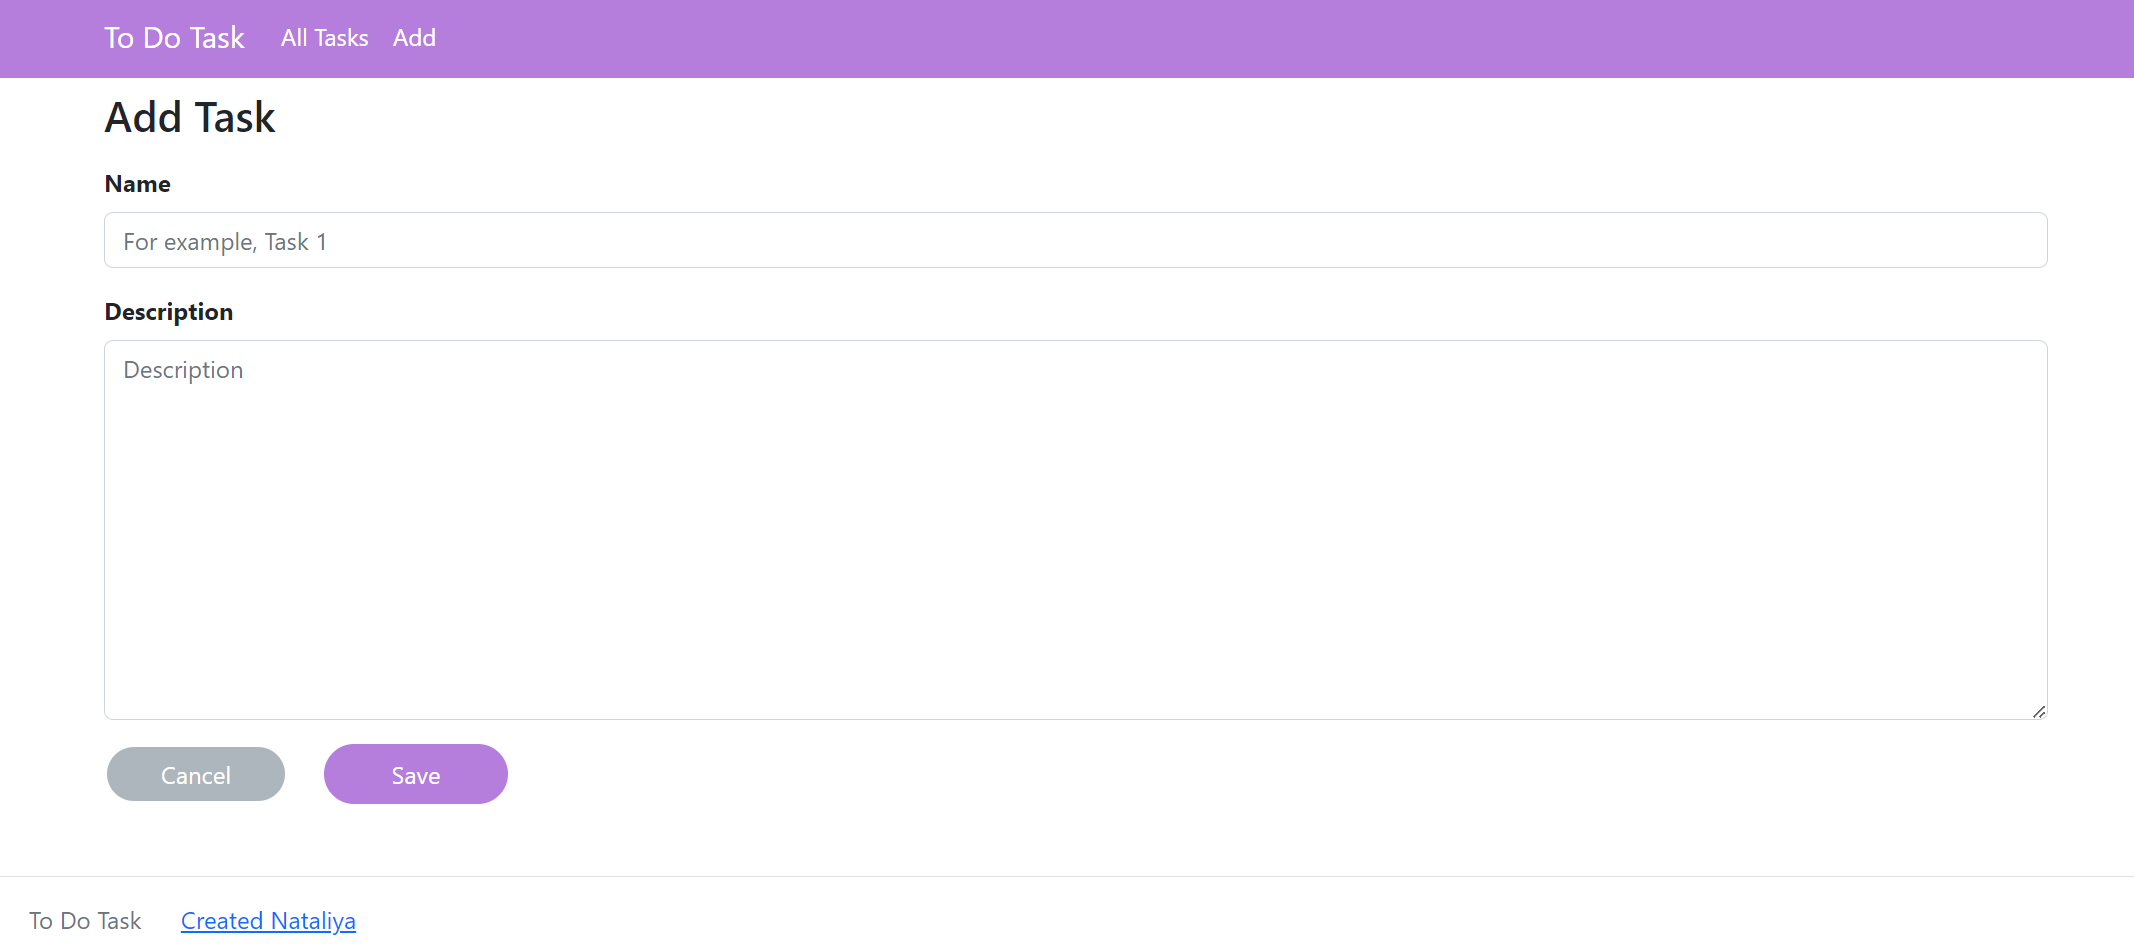 To Do Task All Tasks Add
Add Task
Name
For example, Task 1
Description
Description
Cancel Save
To Do Task Created Nataliya